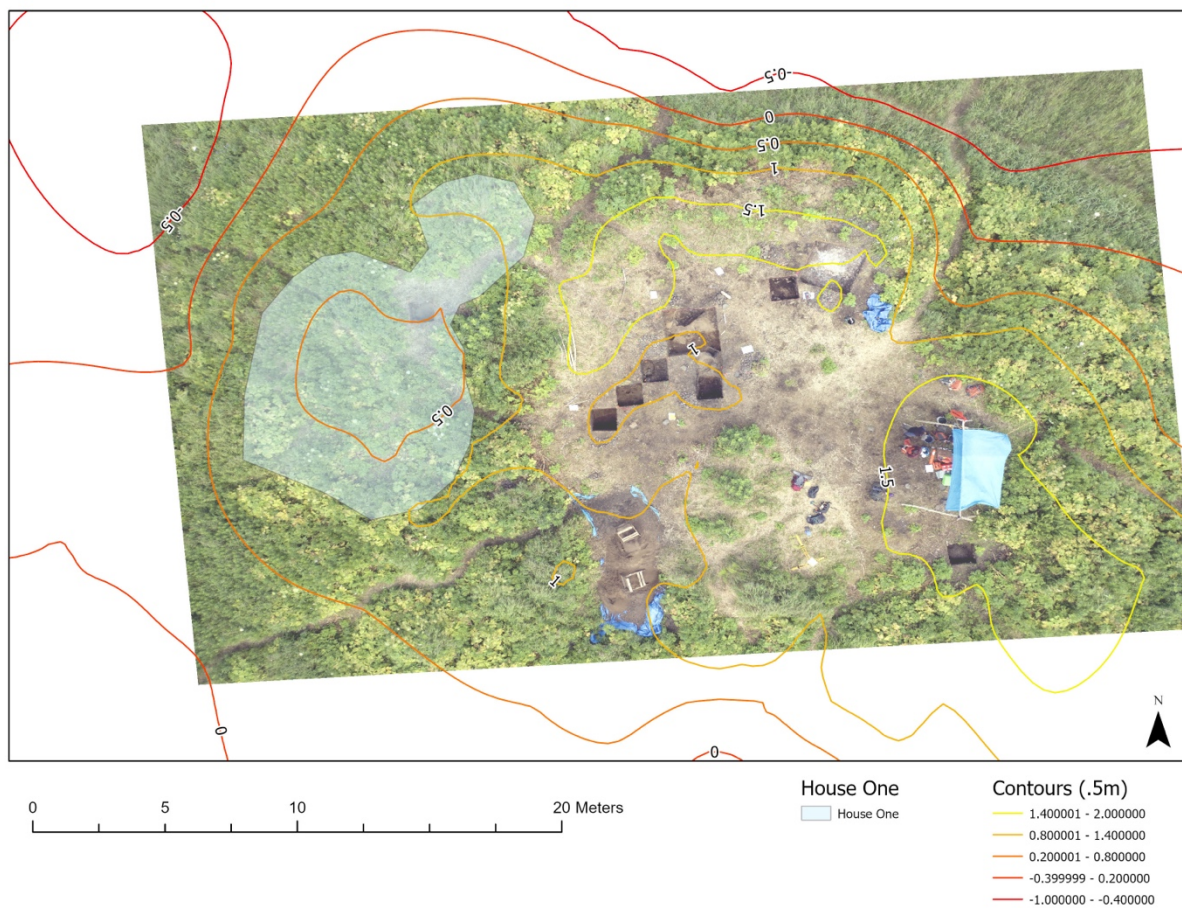 -0.5
0
0.5
1
-0.5
1.5
1
0.5
1.5
1
0
0
N
0 5 10 20 Meters
House One
House One
Contours (.5m)
1.400001 - 2.000000
0.800001 - 1.400000
0.200001 - 0.800000
-0.399999 - 0.200000
-1.000000 - -0.400000